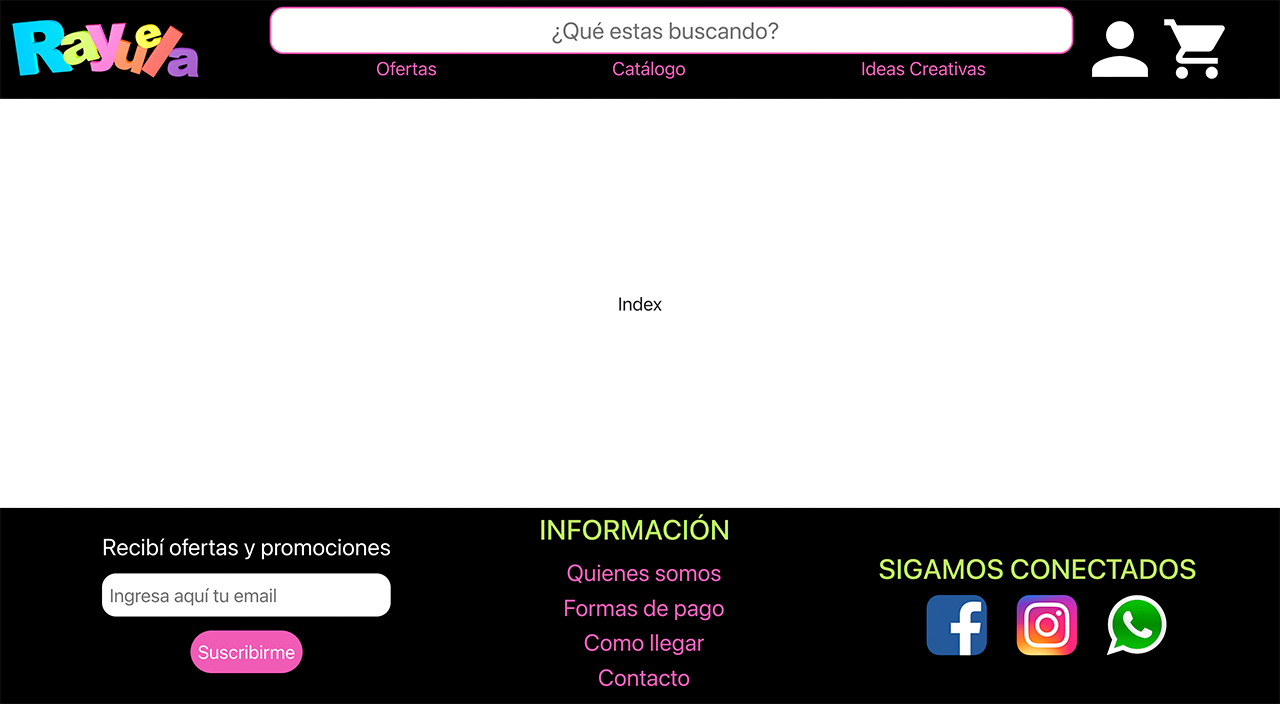 Rayuela
¿Qué estas buscando?
Ofertas
Catálogo
Ideas Creativas
Index
Recibí ofertas y promociones
Ingresa aquí tu email
Suscribirme
INFORMACIÓN
Quienes somos
Formas de pago
Como llegar
Contacto
SIGAMOS CONECTADOS